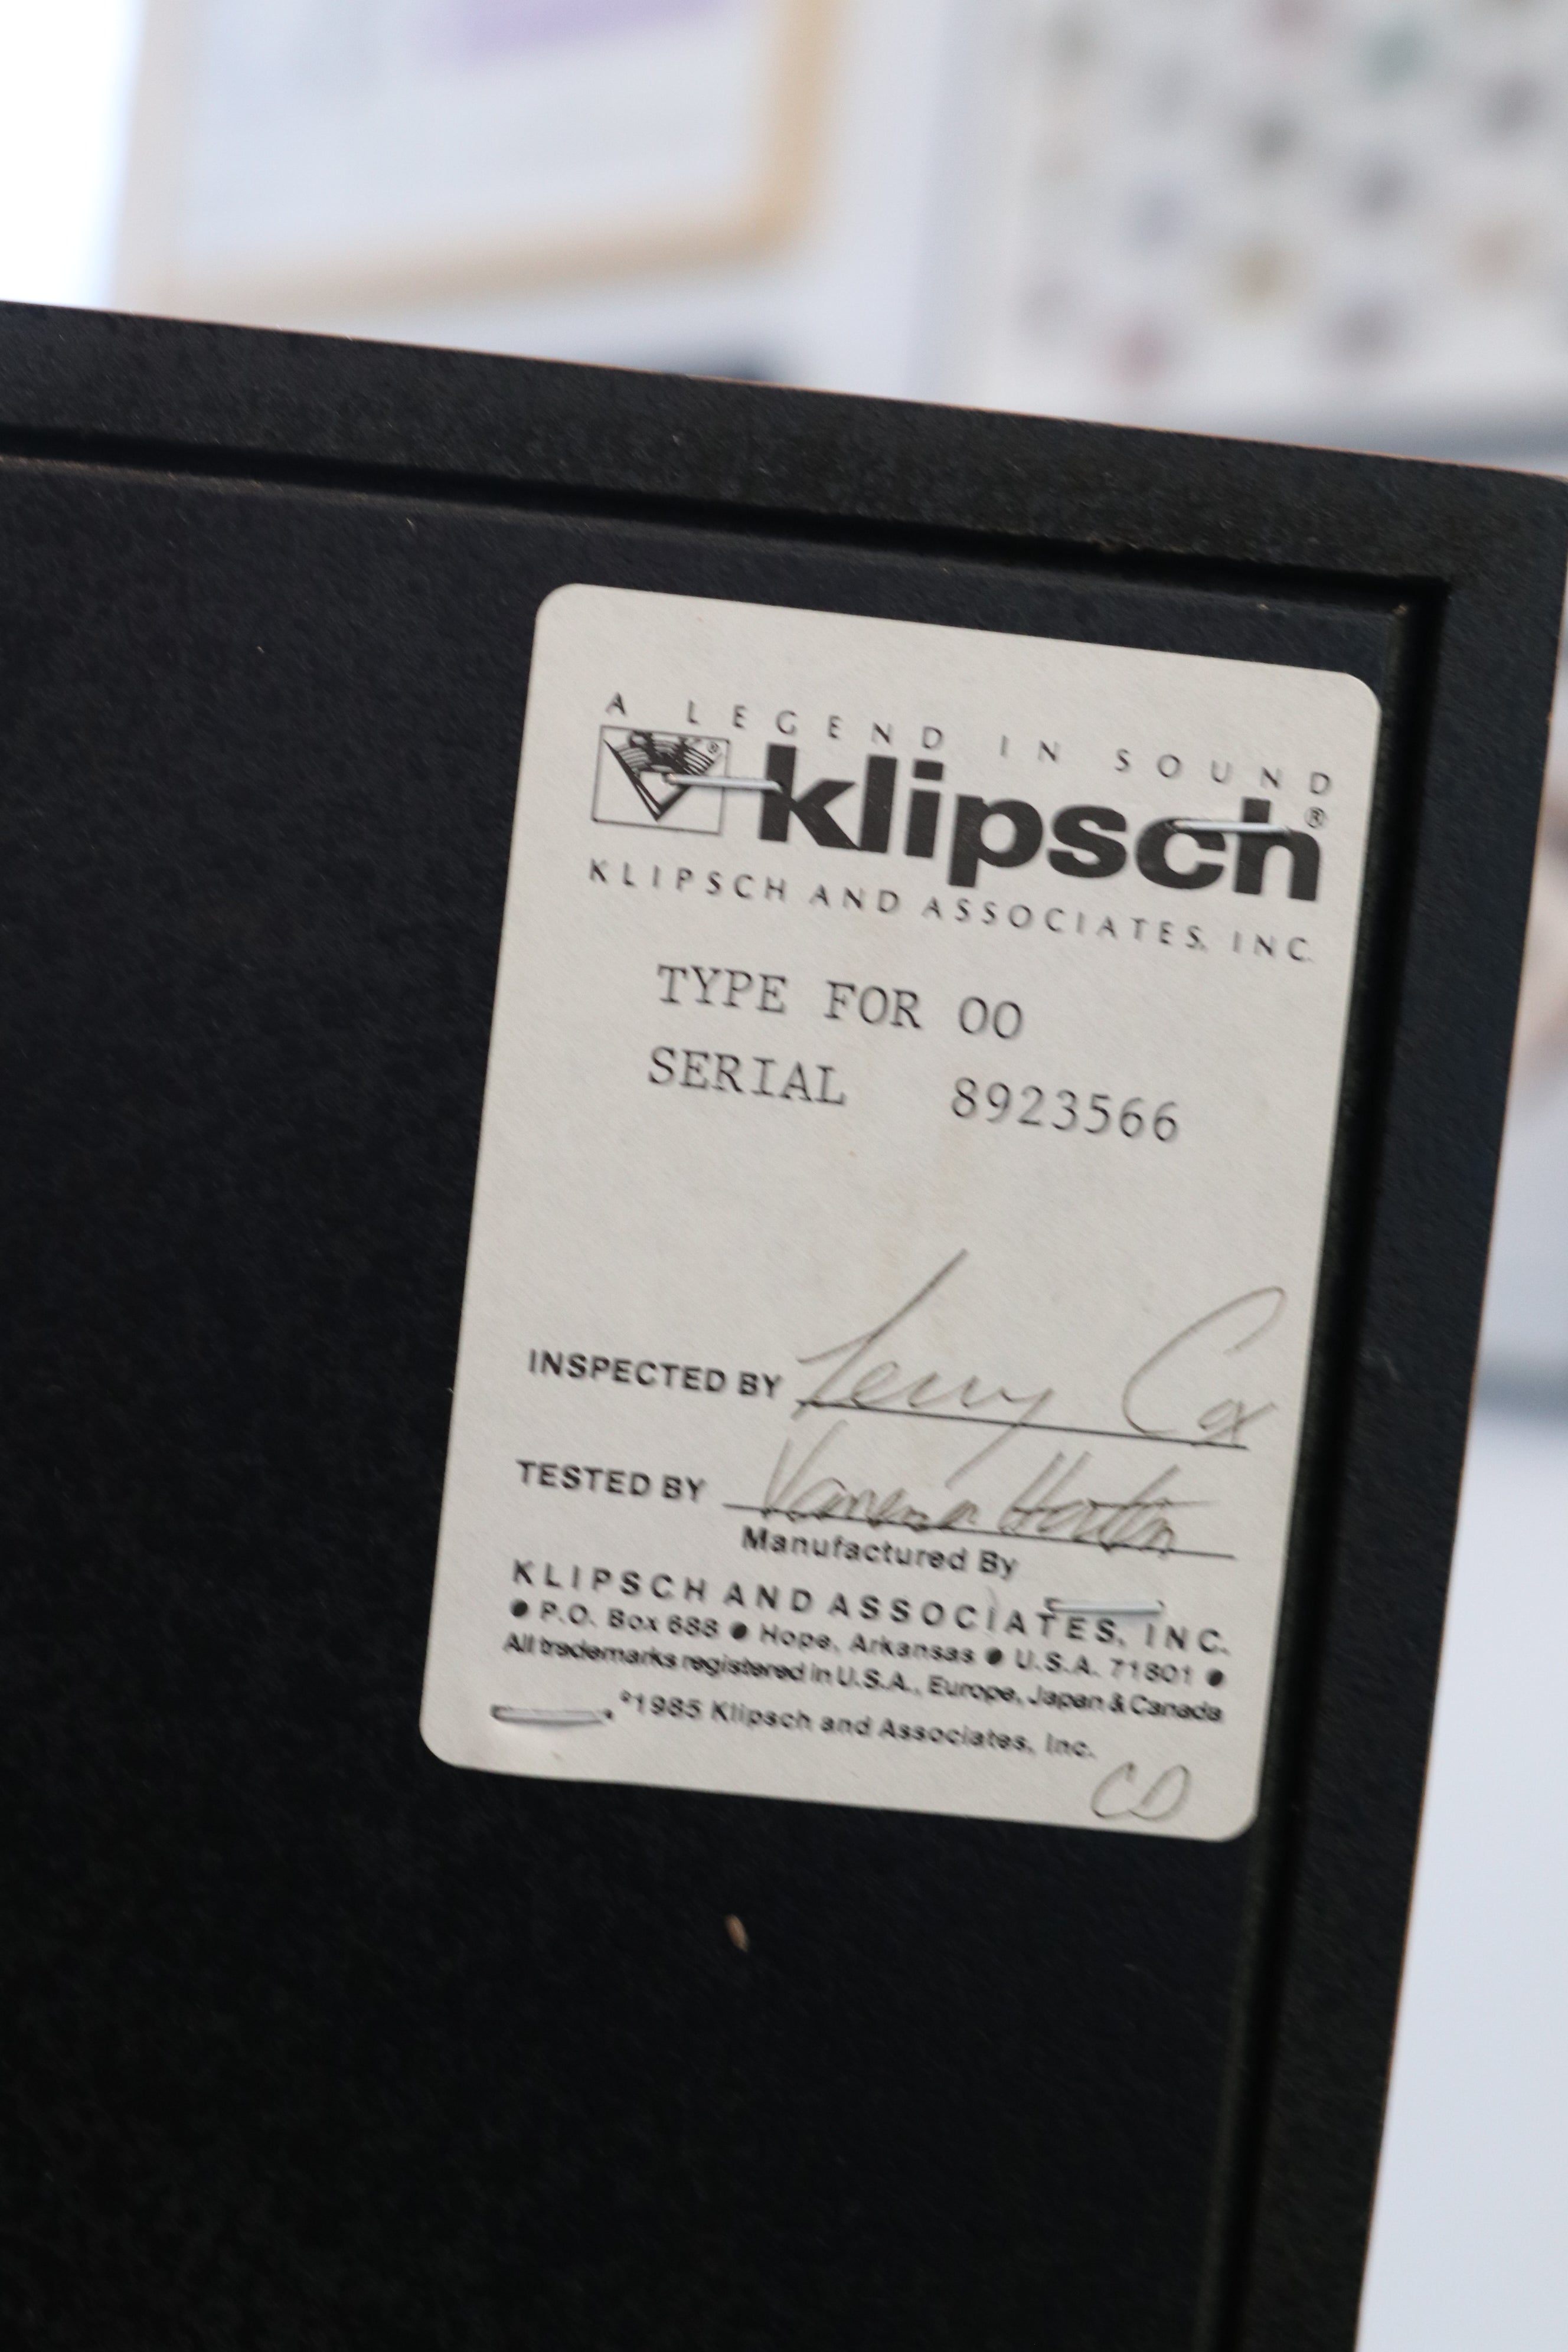 A LEGEND IN SOUND
klipsch®
KLIPSCH AND ASSOCIATES, INC.
TYPE FOR OO
SERIAL 8923566
INSPECTED BY Terry Cox
TESTED BY
Manufactured By
KLIPSCH AND ASSOCIATES, INC.
● P.O. Box 688 ● Hope, Arkansas ● U.S.A. 71801 ●
All trademarks registered in U.S.A., Europe, Japan & Canada
©1985 Klipsch and Associates, Inc.
CD